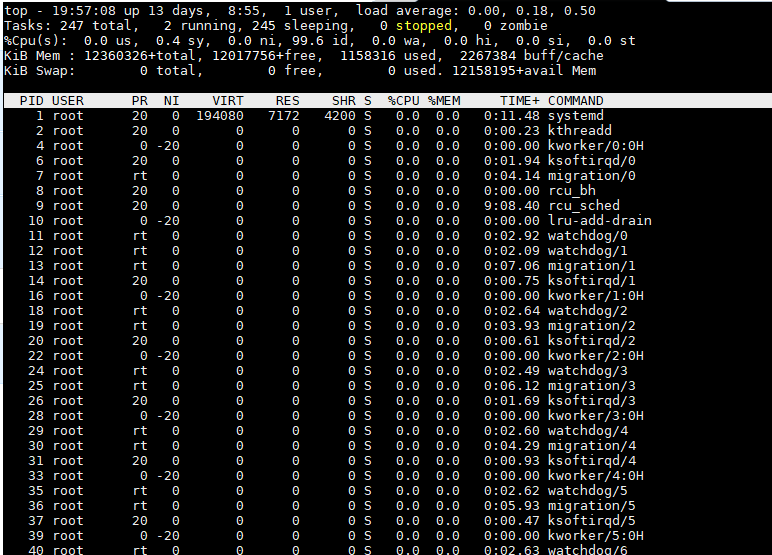 top - 19:57:08 up 13 days,  8:55,  1 user,  load average: 0.00, 0.18, 0.50
Tasks: 247 total,   2 running, 245 sleeping,   0 stopped,   0 zombie
%Cpu(s):  0.0 us,  0.4 sy,  0.0 ni, 99.6 id,  0.0 wa,  0.0 hi,  0.0 si,  0.0 st
KiB Mem : 12360326+total, 12017756+free,  1158316 used,  2267384 buff/cache
KiB Swap:        0 total,        0 free,        0 used. 12158195+avail Mem
PID USER      PR  NI    VIRT    RES    SHR S  %CPU %MEM     TIME+ COMMAND
1 root      20   0  194080   7172   4200 S   0.0  0.0   0:11.48 systemd
2 root      20   0       0      0      0 S   0.0  0.0   0:00.23 kthreadd
4 root       0 -20       0      0      0 S   0.0  0.0   0:00.00 kworker/0:0H
6 root      20   0       0      0      0 S   0.0  0.0   0:01.94 ksoftirqd/0
7 root      rt   0       0      0      0 S   0.0  0.0   0:04.14 migration/0
8 root      20   0       0      0      0 S   0.0  0.0   0:00.00 rcu_bh
9 root      20   0       0      0      0 S   0.0  0.0   9:08.40 rcu_sched
10 root       0 -20       0      0      0 S   0.0  0.0   0:00.00 lru-add-drain
11 root      rt   0       0      0      0 S   0.0  0.0   0:02.92 watchdog/0
12 root      rt   0       0      0      0 S   0.0  0.0   0:02.09 watchdog/1
13 root      rt   0       0      0      0 S   0.0  0.0   0:07.06 migration/1
14 root      20   0       0      0      0 S   0.0  0.0   0:00.75 ksoftirqd/1
16 root       0 -20       0      0      0 S   0.0  0.0   0:00.00 kworker/1:0H
18 root      rt   0       0      0      0 S   0.0  0.0   0:02.64 watchdog/2
19 root      rt   0       0      0      0 S   0.0  0.0   0:03.93 migration/2
20 root      20   0       0      0      0 S   0.0  0.0   0:00.61 ksoftirqd/2
22 root       0 -20       0      0      0 S   0.0  0.0   0:00.00 kworker/2:0H
24 root      rt   0       0      0      0 S   0.0  0.0   0:02.49 watchdog/3
25 root      rt   0       0      0      0 S   0.0  0.0   0:06.12 migration/3
26 root      20   0       0      0      0 S   0.0  0.0   0:01.69 ksoftirqd/3
28 root       0 -20       0      0      0 S   0.0  0.0   0:00.00 kworker/3:0H
29 root      rt   0       0      0      0 S   0.0  0.0   0:02.60 watchdog/4
30 root      rt   0       0      0      0 S   0.0  0.0   0:04.29 migration/4
31 root      20   0       0      0      0 S   0.0  0.0   0:00.93 ksoftirqd/4
33 root       0 -20       0      0      0 S   0.0  0.0   0:00.00 kworker/4:0H
35 root      rt   0       0      0      0 S   0.0  0.0   0:02.62 watchdog/5
36 root      rt   0       0      0      0 S   0.0  0.0   0:05.93 migration/5
37 root      20   0       0      0      0 S   0.0  0.0   0:00.47 ksoftirqd/5
39 root       0 -20       0      0      0 S   0.0  0.0   0:00.00 kworker/5:0H
40 root      rt   0       0      0      0 S   0.0  0.0   0:02.63 watchdog/6